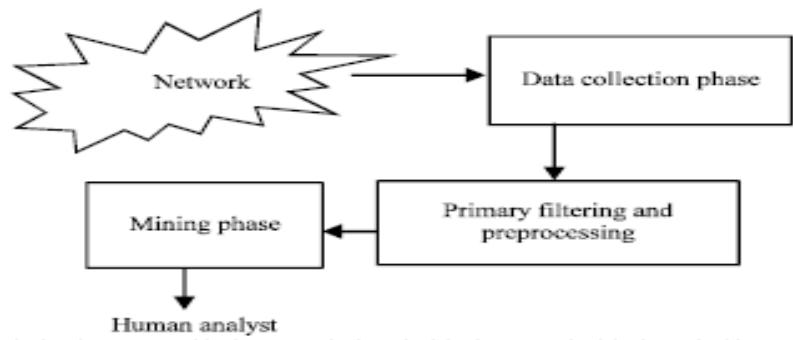 Network
Data collection phase
Primary filtering and
preprocessing
Mining phase
Human analyst